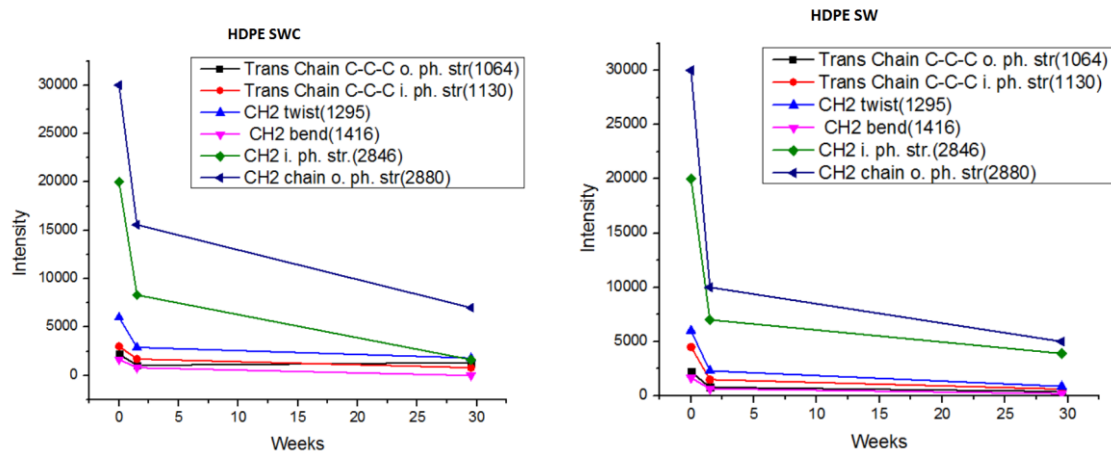 HDPE SWC
Trans Chain C-C-C o. ph. str(1064)
Trans Chain C-C-C i. ph. str(1130)
CH2 twist(1295)
CH2 bend(1416)
CH2 i. ph. str.(2846)
CH2 chain o. ph. str(2880)
Intensity
30000
25000
20000
15000
10000
5000
0
0 5 10 15 20 25 30
Weeks
HDPE SW
Trans Chain C-C-C o. ph. str(1064)
Trans Chain C-C-C i. ph. str(1130)
CH2 twist(1295)
CH2 bend(1416)
CH2 i. ph. str.(2846)
CH2 chain o. ph. str(2880)
Intensity
30000
25000
20000
15000
10000
5000
0
0 5 10 15 20 25 30
Weeks